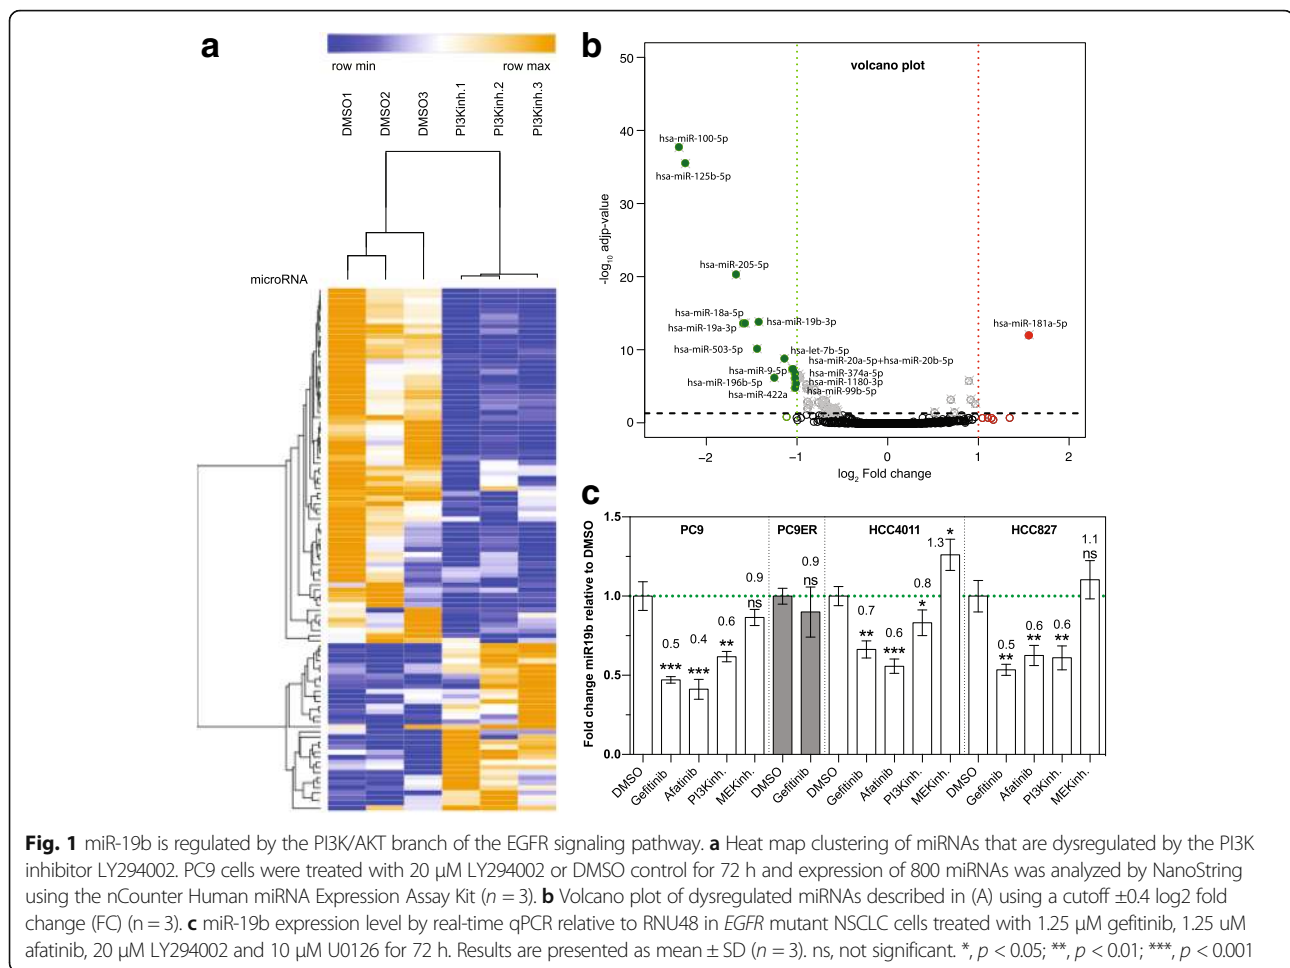 a
row min
row max
DMSO1
DMSO2
DMSO3
PI3Kinh.1
PI3Kinh.2
PI3Kinh.3
microRNA
b
volcano plot
-log10 adjp-value
50
40
30
20
10
0
hsa-miR-100-5p
hsa-miR-125b-5p
hsa-miR-205-5p
hsa-miR-18a-5p
hsa-miR-19a-3p
hsa-miR-19b-3p
hsa-miR-181a-5p
hsa-miR-503-5p
hsa-let-7b-5p
hsa-miR-20a-5p+hsa-miR-20b-5p
hsa-miR-9-5p
hsa-miR-374a-5p
hsa-miR-196b-5p
hsa-miR-1180-3p
hsa-miR-422a
hsa-miR-99b-5p
−2
−1
0
1
2
log2 Fold change
c
Fold change miR19b relative to DMSO
1.5
1.0
0.5
0.0
PC9
PC9ER
HCC4011
HCC827
0.5
***
0.4
***
0.6
**
0.9
ns
0.9
ns
0.7
**
0.6
***
0.8
*
1.3
*
0.5
**
0.6
**
0.6
**
1.1
ns
DMSO
Gefitinib
Afatinib
PI3Kinh.
MEKinh.
DMSO
Gefitinib
DMSO
Gefitinib
Afatinib
PI3Kinh.
MEKinh.
DMSO
Gefitinib
Afatinib
PI3Kinh.
MEKinh.
Fig. 1 miR-19b is regulated by the PI3K/AKT branch of the EGFR signaling pathway. a Heat map clustering of miRNAs that are dysregulated by the PI3K
inhibitor LY294002. PC9 cells were treated with 20 μM LY294002 or DMSO control for 72 h and expression of 800 miRNAs was analyzed by NanoString
using the nCounter Human miRNA Expression Assay Kit (n = 3). b Volcano plot of dysregulated miRNAs described in (A) using a cutoff ±0.4 log2 fold
change (FC) (n = 3). c miR-19b expression level by real-time qPCR relative to RNU48 in EGFR mutant NSCLC cells treated with 1.25 μM gefitinib, 1.25 uM
afatinib, 20 μM LY294002 and 10 μM U0126 for 72 h. Results are presented as mean ± SD (n = 3). ns, not significant. *, p < 0.05; **, p < 0.01; ***, p < 0.001